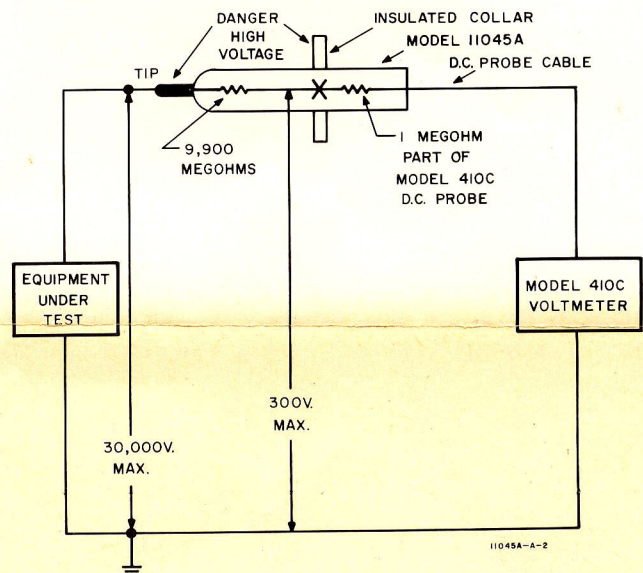 DANGER
HIGH
VOLTAGE
INSULATED COLLAR
MODEL 11045A
D.C. PROBE CABLE
TIP
9,900
MEGOHMS
1 MEGOHM
PART OF
MODEL 410C
D.C. PROBE
EQUIPMENT
UNDER
TEST
MODEL 410C
VOLTMETER
300V.
MAX.
30,000V.
MAX.
11045A-A-2